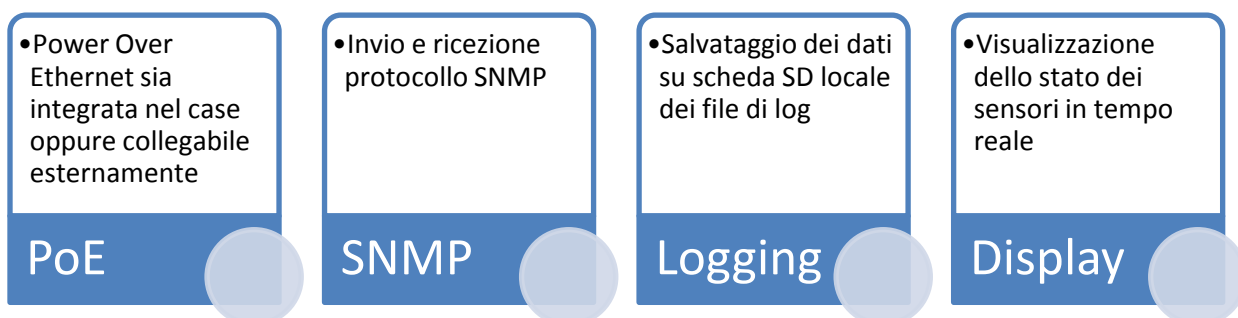 •Power Over
Ethernet sia
integrata nel case
oppure collegabile
esternamente
PoE
•Invio e ricezione
protocollo SNMP
SNMP
•Salvataggio dei dati
su scheda SD locale
dei file di log
Logging
•Visualizzazione
dello stato dei
sensori in tempo
reale
Display